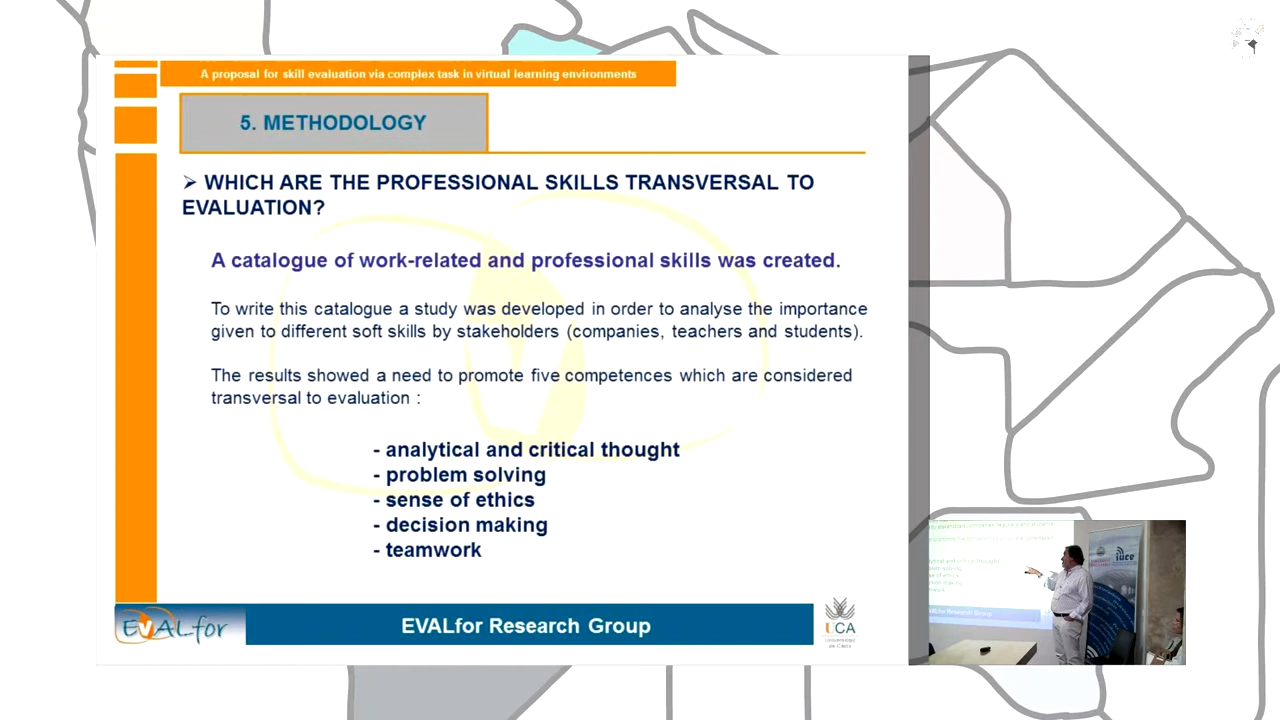 A proposal for skill evaluation via complex task in virtual learning environments
5. METHODOLOGY
➢ WHICH ARE THE PROFESSIONAL SKILLS TRANSVERSAL TO
EVALUATION?
A catalogue of work-related and professional skills was created.
To write this catalogue a study was developed in order to analyse the importance
given to different soft skills by stakeholders (companies, teachers and students).
The results showed a need to promote five competences which are considered
transversal to evaluation :
- analytical and critical thought
- problem solving
- sense of ethics
- decision making
- teamwork
EVALfor
EVALfor Research Group
UCA
Universidad
de Cádiz
iuce